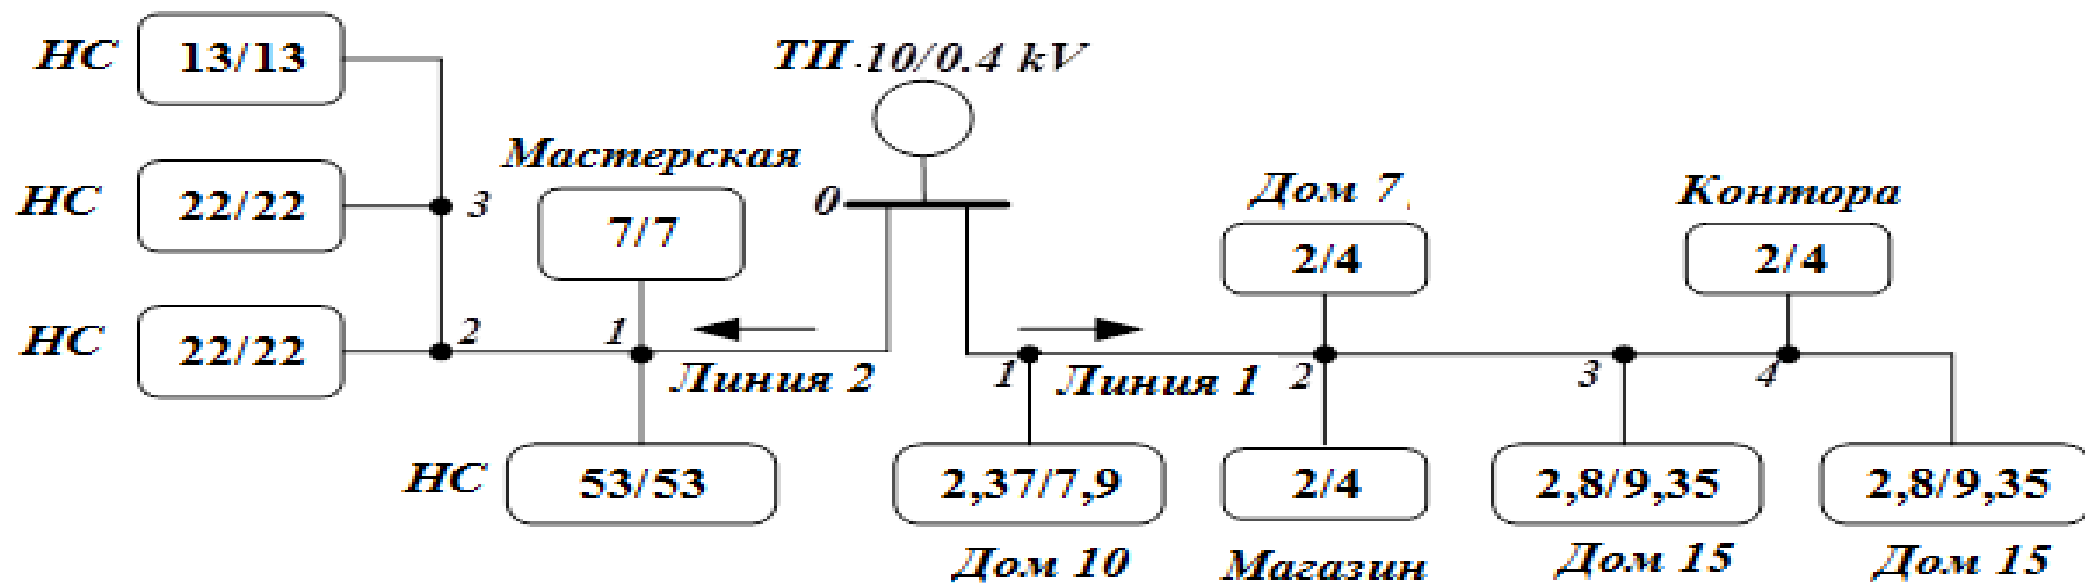 ТП 10/0.4 kV
НС 13/13
Мастерская
НС 22/22
3
7/7
0
Дом 7
2/4
Контора
2/4
НС 22/22
2
1
Линия 2
1
Линия 1
2
3
4
НС 53/53
2,37/7,9
2/4
2,8/9,35
2,8/9,35
Дом 10
Магазин
Дом 15
Дом 15